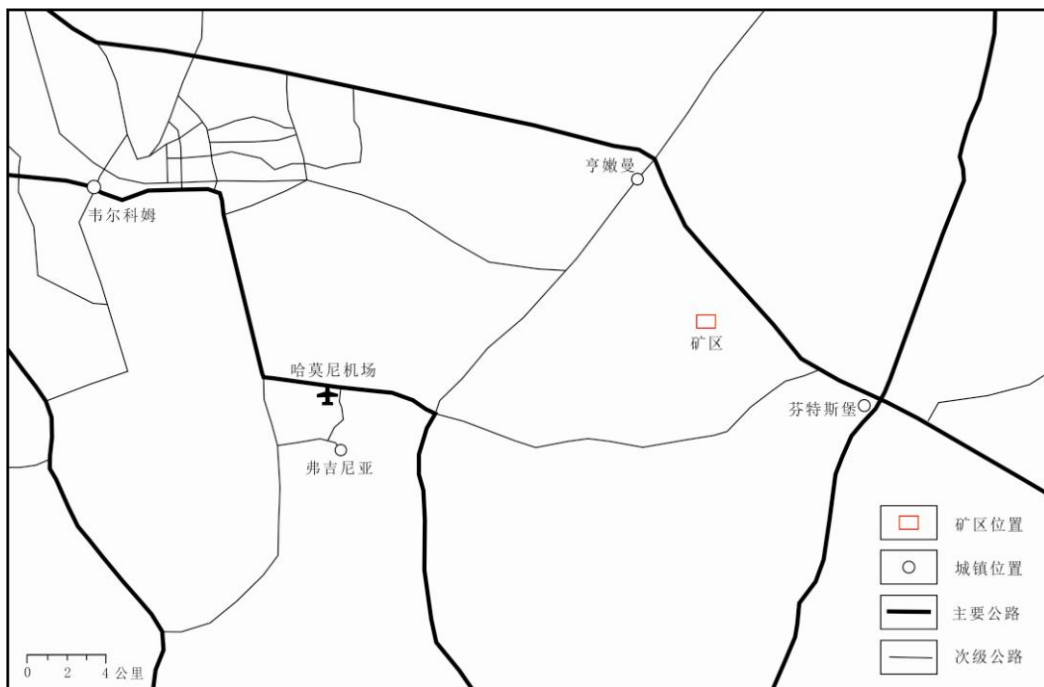 亨嫩曼
韦尔科姆
矿区
哈莫尼机场
芬特斯堡
弗吉尼亚
矿区位置
城镇位置
主要公路
次级公路
0 2 4 公里